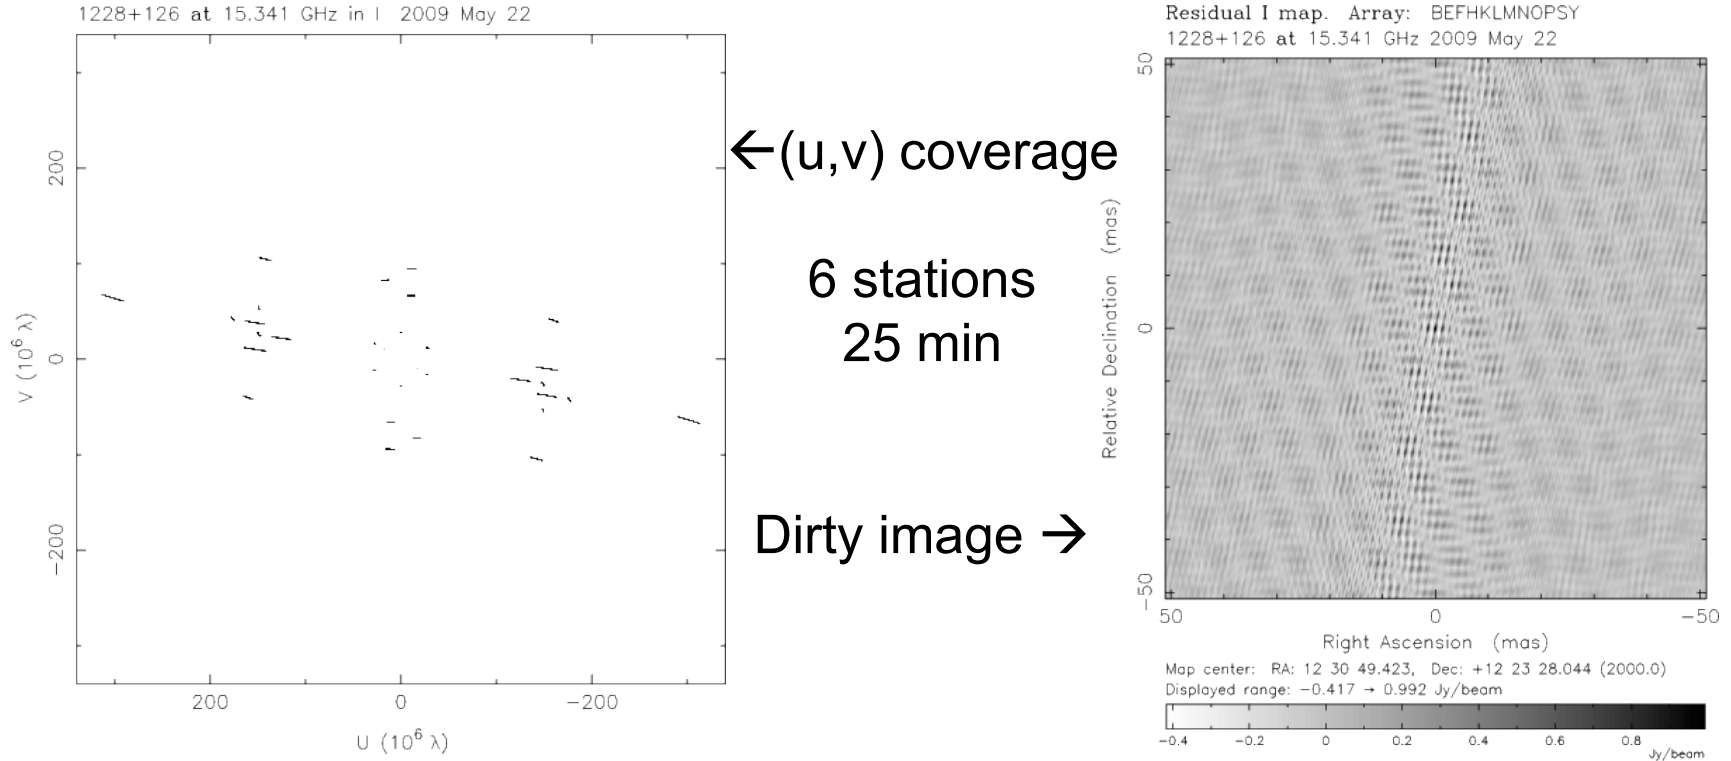 1228+126 at 15.341 GHz in I 2009 May 22
200
0
−200
V (10⁶ λ)
200
0
−200
U (10⁶ λ)
←(u,v) coverage
6 stations
25 min
Dirty image →
Residual I map. Array: BEFHKLMNOPSY
1228+126 at 15.341 GHz 2009 May 22
50
0
−50
Relative Declination (mas)
50
0
−50
Right Ascension (mas)
Map center: RA: 12 30 49.423, Dec: +12 23 28.044 (2000.0)
Displayed range: −0.417 → 0.992 Jy/beam
−0.4
−0.2
0
0.2
0.4
0.6
0.8
Jy/beam